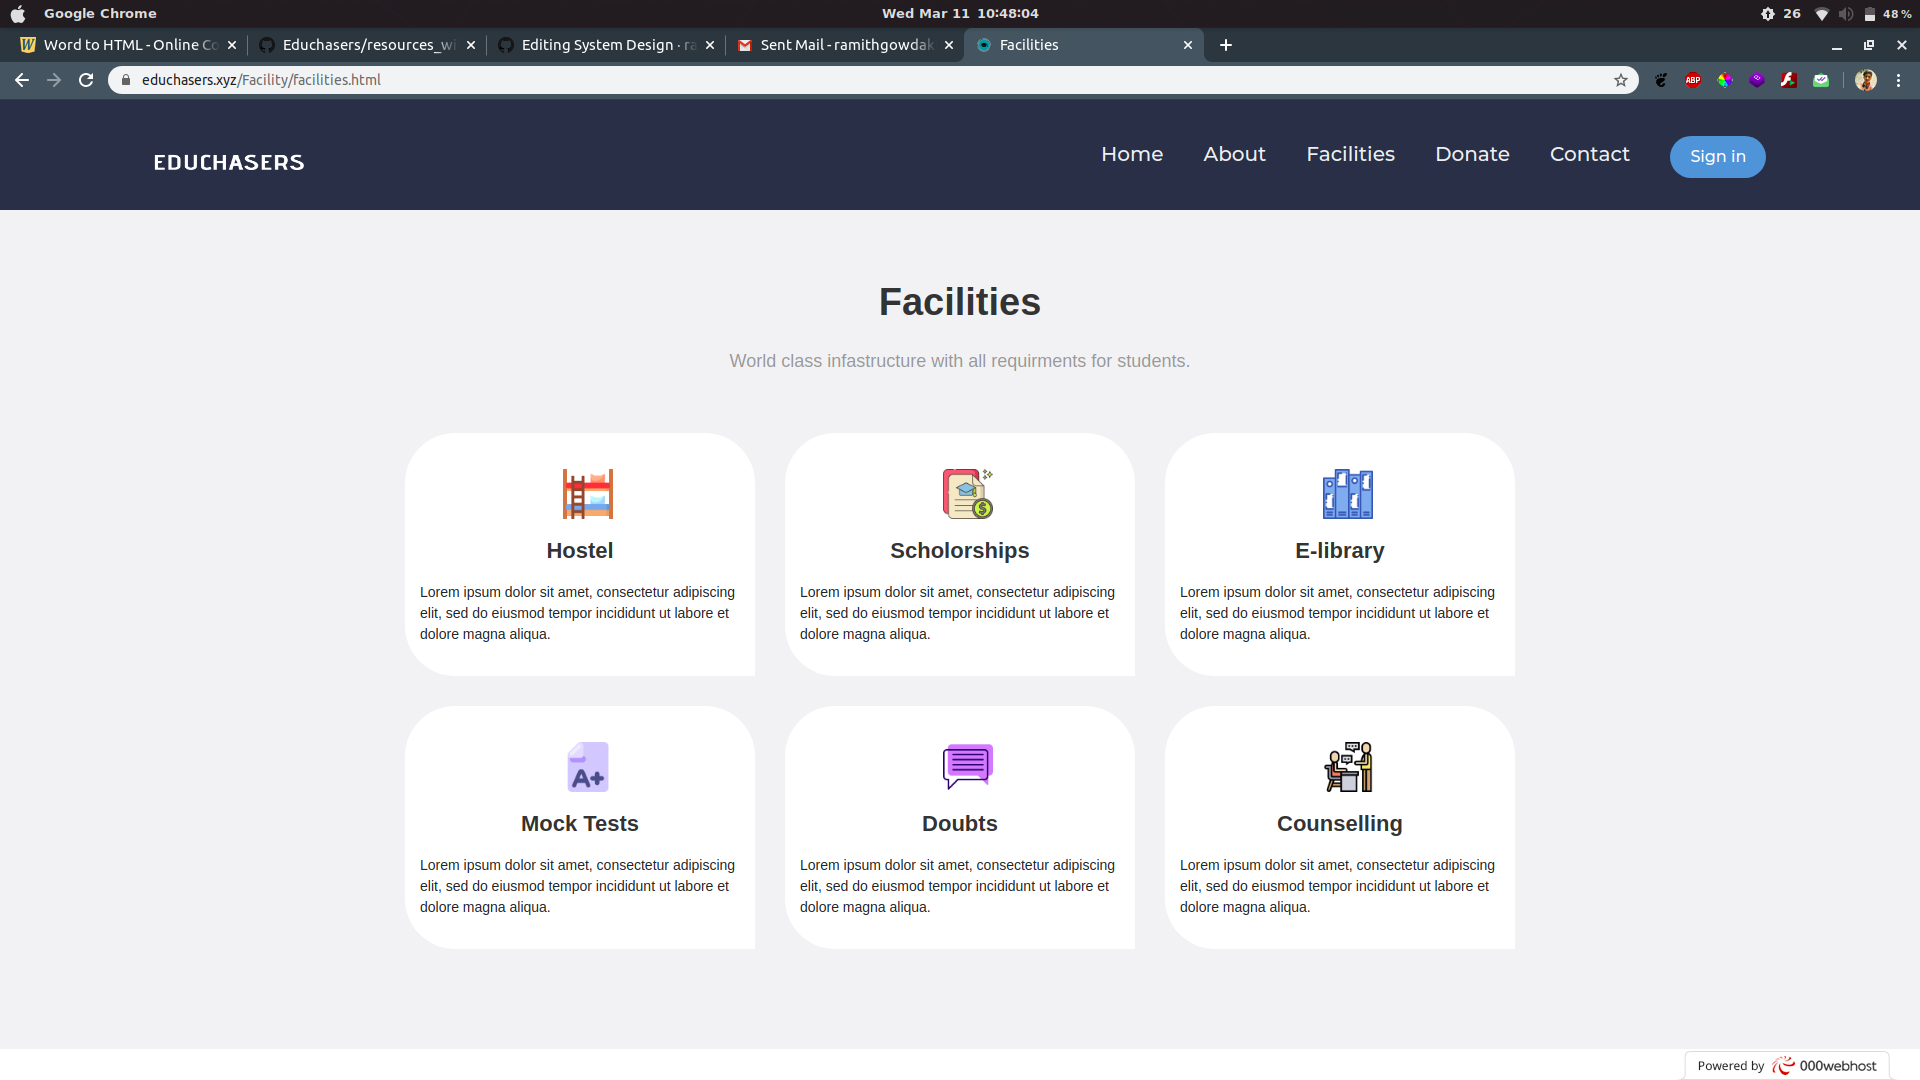 Google Chrome
Wed Mar 11 10:48:04
26
48 %
Word to HTML - Online Co
Educhasers/resources_wi
Editing System Design · ra
Sent Mail - ramithgowdak
Facilities
educhasers.xyz/Facility/facilities.html
ABP
EDUCHASERS
Home
About
Facilities
Donate
Contact
Sign in
Facilities
World class infastructure with all requirments for students.
Hostel
Lorem ipsum dolor sit amet, consectetur adipiscing
elit, sed do eiusmod tempor incididunt ut labore et
dolore magna aliqua.
Scholorships
Lorem ipsum dolor sit amet, consectetur adipiscing
elit, sed do eiusmod tempor incididunt ut labore et
dolore magna aliqua.
E-library
Lorem ipsum dolor sit amet, consectetur adipiscing
elit, sed do eiusmod tempor incididunt ut labore et
dolore magna aliqua.
A+
Mock Tests
Lorem ipsum dolor sit amet, consectetur adipiscing
elit, sed do eiusmod tempor incididunt ut labore et
dolore magna aliqua.
Doubts
Lorem ipsum dolor sit amet, consectetur adipiscing
elit, sed do eiusmod tempor incididunt ut labore et
dolore magna aliqua.
Counselling
Lorem ipsum dolor sit amet, consectetur adipiscing
elit, sed do eiusmod tempor incididunt ut labore et
dolore magna aliqua.
Powered by 000webhost